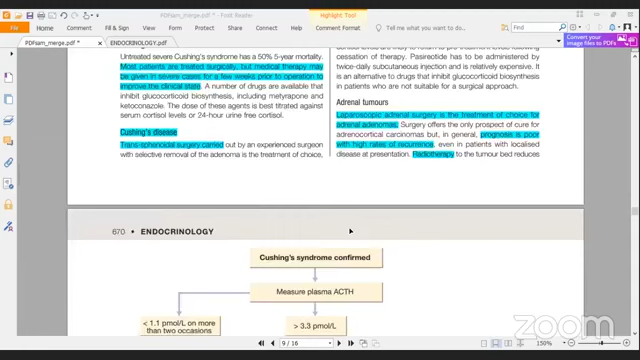 PDFsam_merge.pdf* - Foxit Reader
Highlight Tool
File
Home
Comment
View
Form
Protect
Share
Help
Comment Format
Tell me what you want to do...
Find
PDFsam_merge.pdf *
ENDOCRINOLOGY.pdf
Convert your
image files to PDF
Untreated severe Cushing's syndrome has a 50% 5-year mortality.
Most patients are treated surgically, but medical therapy may
be given in severe cases for a few weeks prior to operation to
improve the clinical state. A number of drugs are available that
inhibit glucocorticoid biosynthesis, including metyrapone and
ketoconazole. The dose of these agents is best titrated against
serum cortisol levels or 24-hour urine free cortisol.
Cushing's disease
Trans-sphenoidal surgery carried out by an experienced surgeon
with selective removal of the adenoma is the treatment of choice,
cessation of therapy. Pasireotide has to be administered by
twice-daily subcutaneous injection and is relatively expensive. It
is an alternative to drugs that inhibit glucocorticoid biosynthesis
in patients who are not suitable for a surgical approach.
Adrenal tumours
Laparoscopic adrenal surgery is the treatment of choice for
adrenal adenomas. Surgery offers the only prospect of cure for
adrenocortical carcinomas but, in general, prognosis is poor
with high rates of recurrence, even in patients with localised
disease at presentation. Radiotherapy to the tumour bed reduces
670 • ENDOCRINOLOGY
Cushing's syndrome confirmed
Measure plasma ACTH
< 1.1 pmol/L on more
than two occasions
> 3.3 pmol/L
9 / 16
150%
zoom